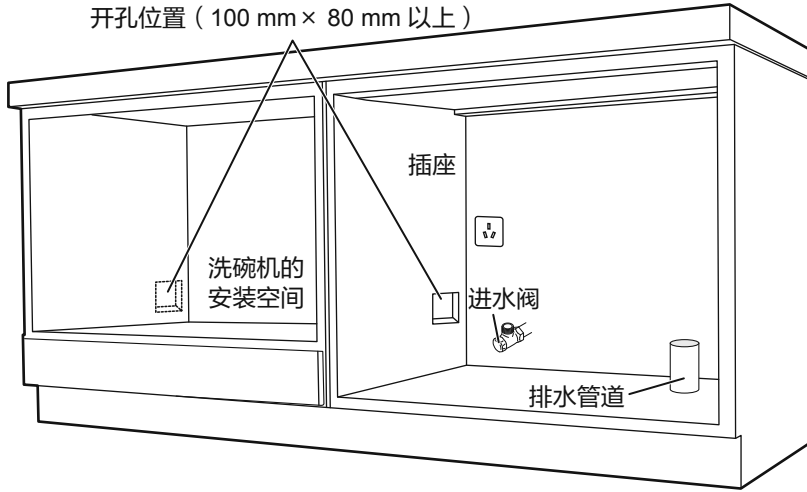 开孔位置（100 mm× 80 mm 以上）
插座
洗碗机的
安装空间
进水阀
排水管道